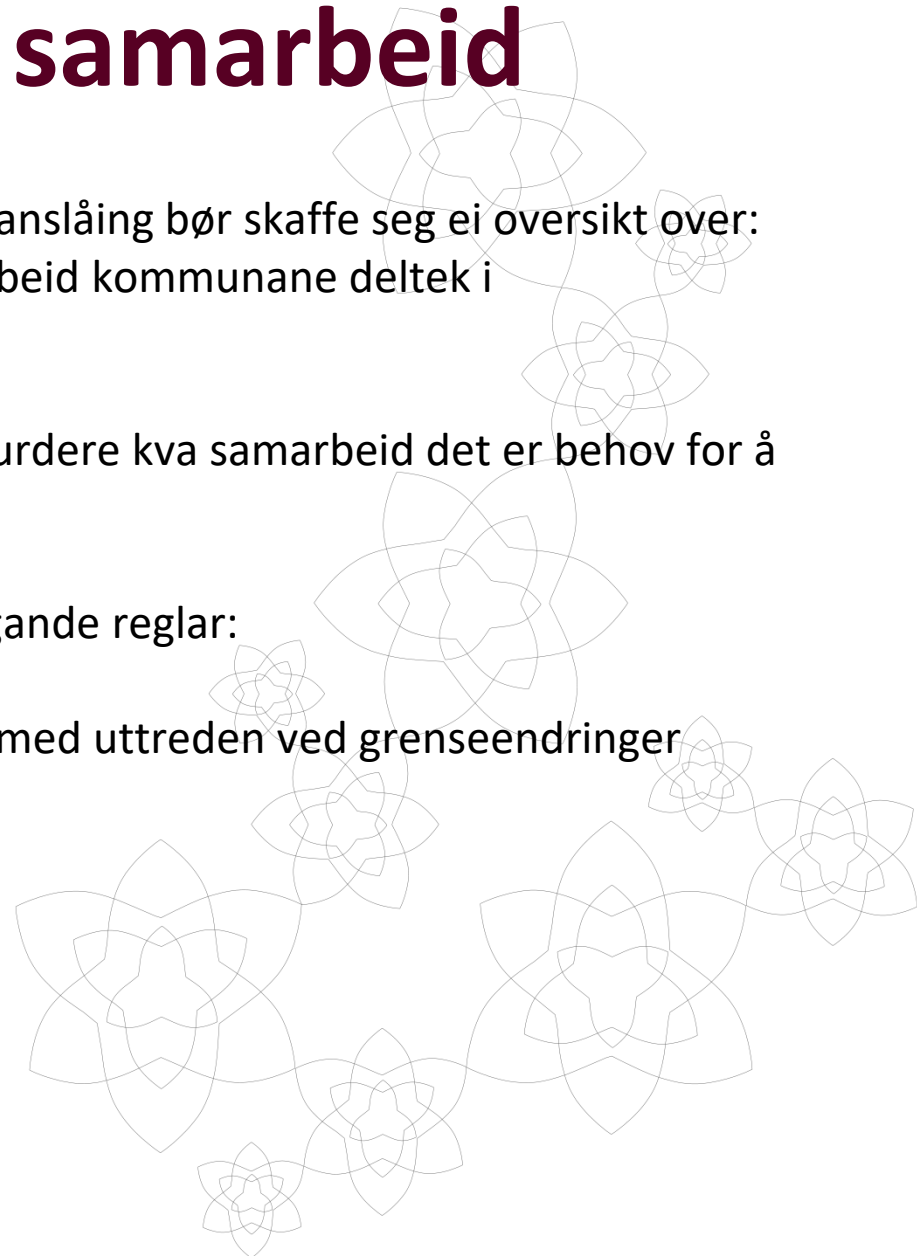 samarbeid
anslåing bør skaffe seg ei oversikt over:
beid kommunane deltek i
urdere kva samarbeid det er behov for å
gande reglar:
med uttreden ved grenseendringer